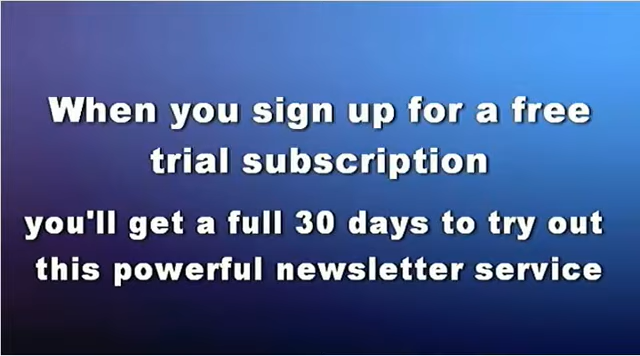 When you sign up for a free
trial subscription
you'll get a full 30 days to try out
this powerful newsletter service